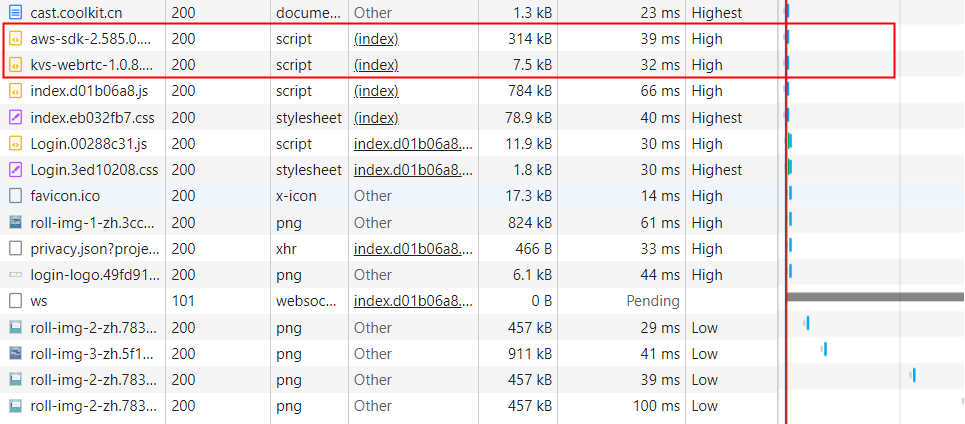 cast.coolkit.cn 200 docume... Other 1.3 kB 23 ms Highest
aws-sdk-2.585.0.... 200 script (index) 314 kB 39 ms High
kvs-webrtc-1.0.8.... 200 script (index) 7.5 kB 32 ms High
index.d01b06a8.js 200 script (index) 784 kB 66 ms High
index.eb032fb7.css 200 stylesheet (index) 78.9 kB 40 ms Highest
Login.00288c31.js 200 script index.d01b06a8.... 11.9 kB 30 ms High
Login.3ed10208.css 200 stylesheet index.d01b06a8.... 1.8 kB 30 ms Highest
favicon.ico 200 x-icon Other 17.3 kB 14 ms High
roll-img-1-zh.3cc... 200 png Other 824 kB 61 ms High
privacy.json?proje... 200 xhr index.d01b06a8.... 466 B 33 ms High
login-logo.49fd91... 200 png Other 6.1 kB 44 ms High
ws 101 websoc... index.d01b06a8.... 0 B Pending
roll-img-2-zh.783... 200 png Other 457 kB 29 ms Low
roll-img-3-zh.5f1... 200 png Other 911 kB 41 ms Low
roll-img-2-zh.783... 200 png Other 457 kB 39 ms Low
roll-img-2-zh.783... 200 png Other 457 kB 100 ms Low